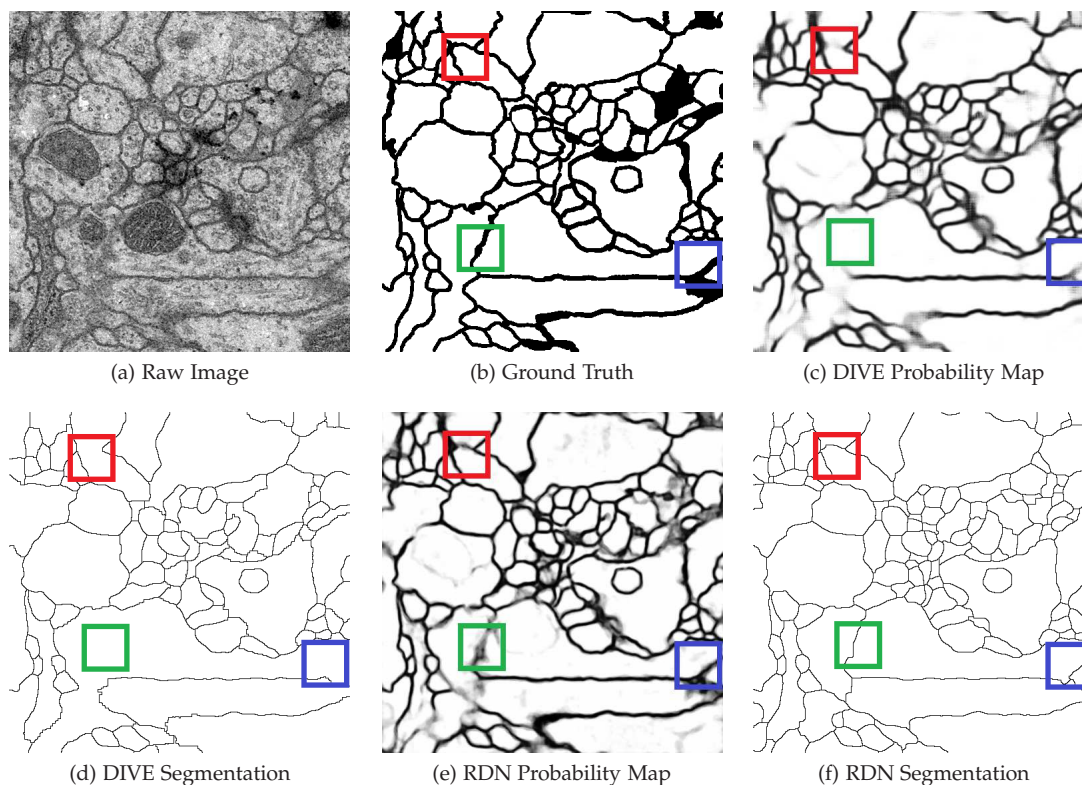 (a) Raw Image
(b) Ground Truth
(c) DIVE Probability Map
(d) DIVE Segmentation
(e) RDN Probability Map
(f) RDN Segmentation